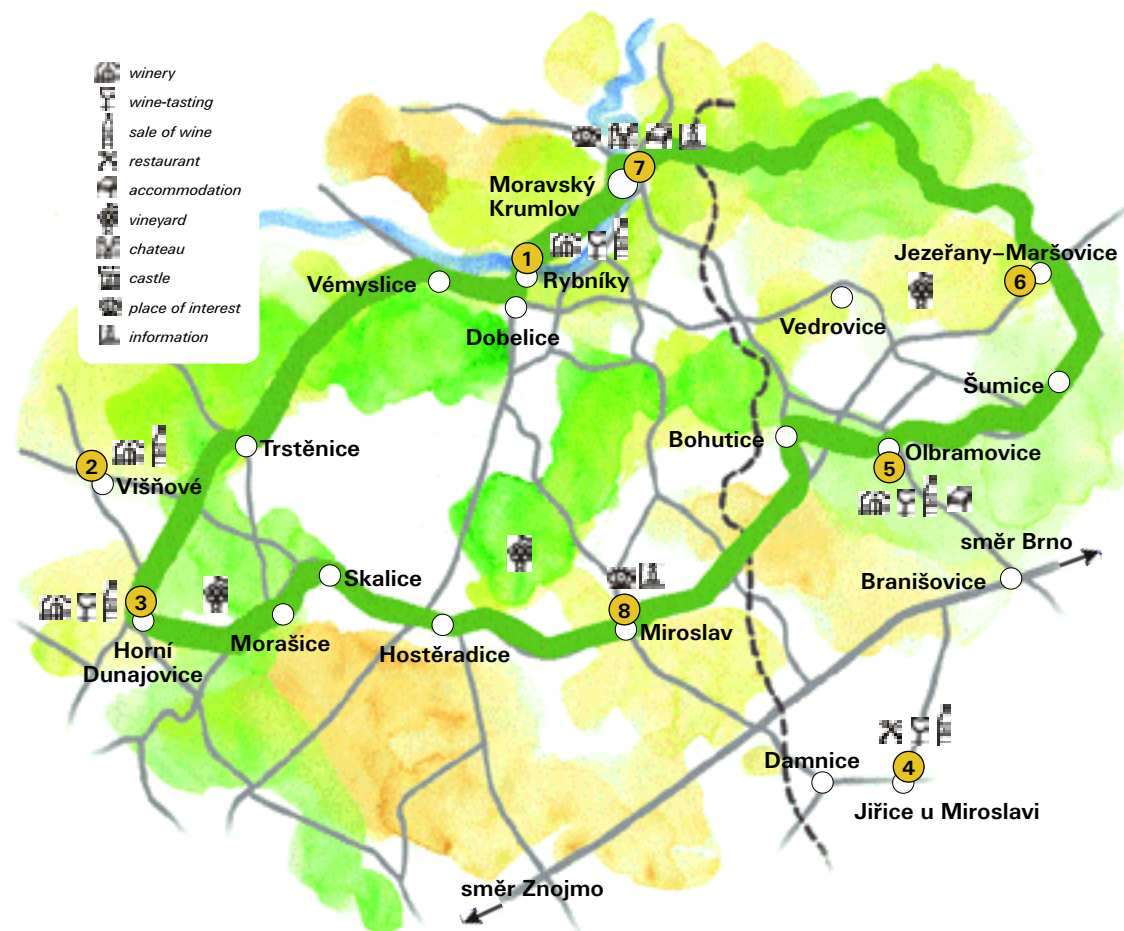 winery
wine-tasting
sale of wine
restaurant
accommodation
vineyard
chateau
castle
place of interest
information
7
Moravský
Krumlov
1
Rybníky
Vémyslice
Dobelice
Jezeřany–Maršovice
6
Vedrovice
Šumice
Bohutice
Olbramovice
5
Trstěnice
2
Višňové
směr Brno
Branišovice
Skalice
3
Horní
Dunajovice
Morašice
Hostěradice
8
Miroslav
Damnice
4
Jiřice u Miroslavi
směr Znojmo